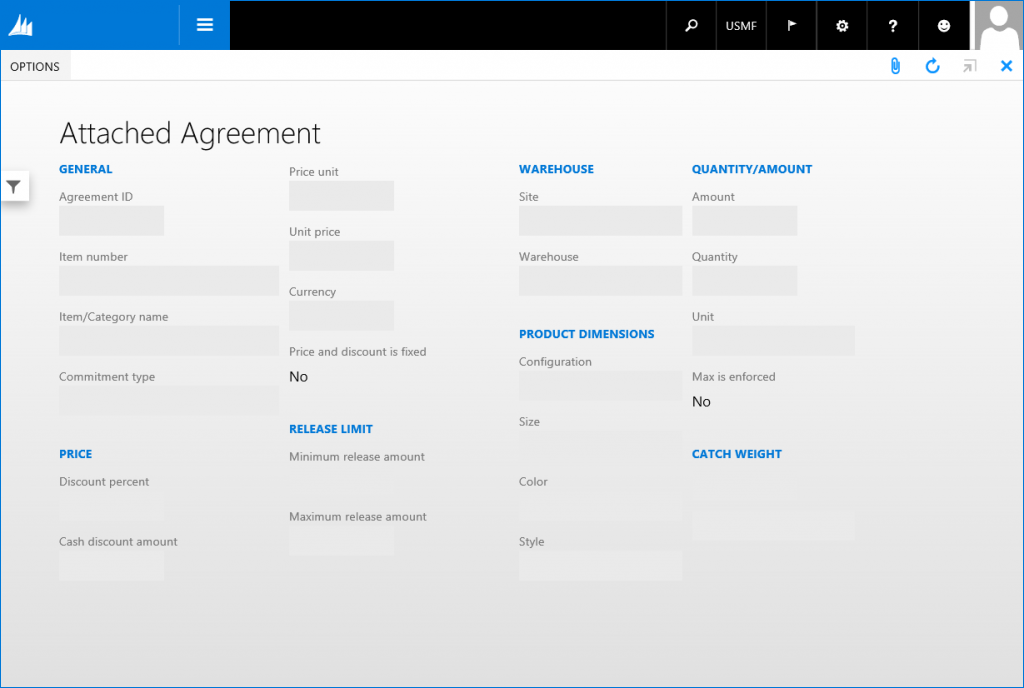 USMF
?
OPTIONS
Attached Agreement
GENERAL
Agreement ID
Item number
Item/Category name
Commitment type
PRICE
Discount percent
Cash discount amount
Price unit
Unit price
Currency
Price and discount is fixed
No
RELEASE LIMIT
Minimum release amount
Maximum release amount
WAREHOUSE
Site
Warehouse
PRODUCT DIMENSIONS
Configuration
Size
Color
Style
QUANTITY/AMOUNT
Amount
Quantity
Unit
Max is enforced
No
CATCH WEIGHT